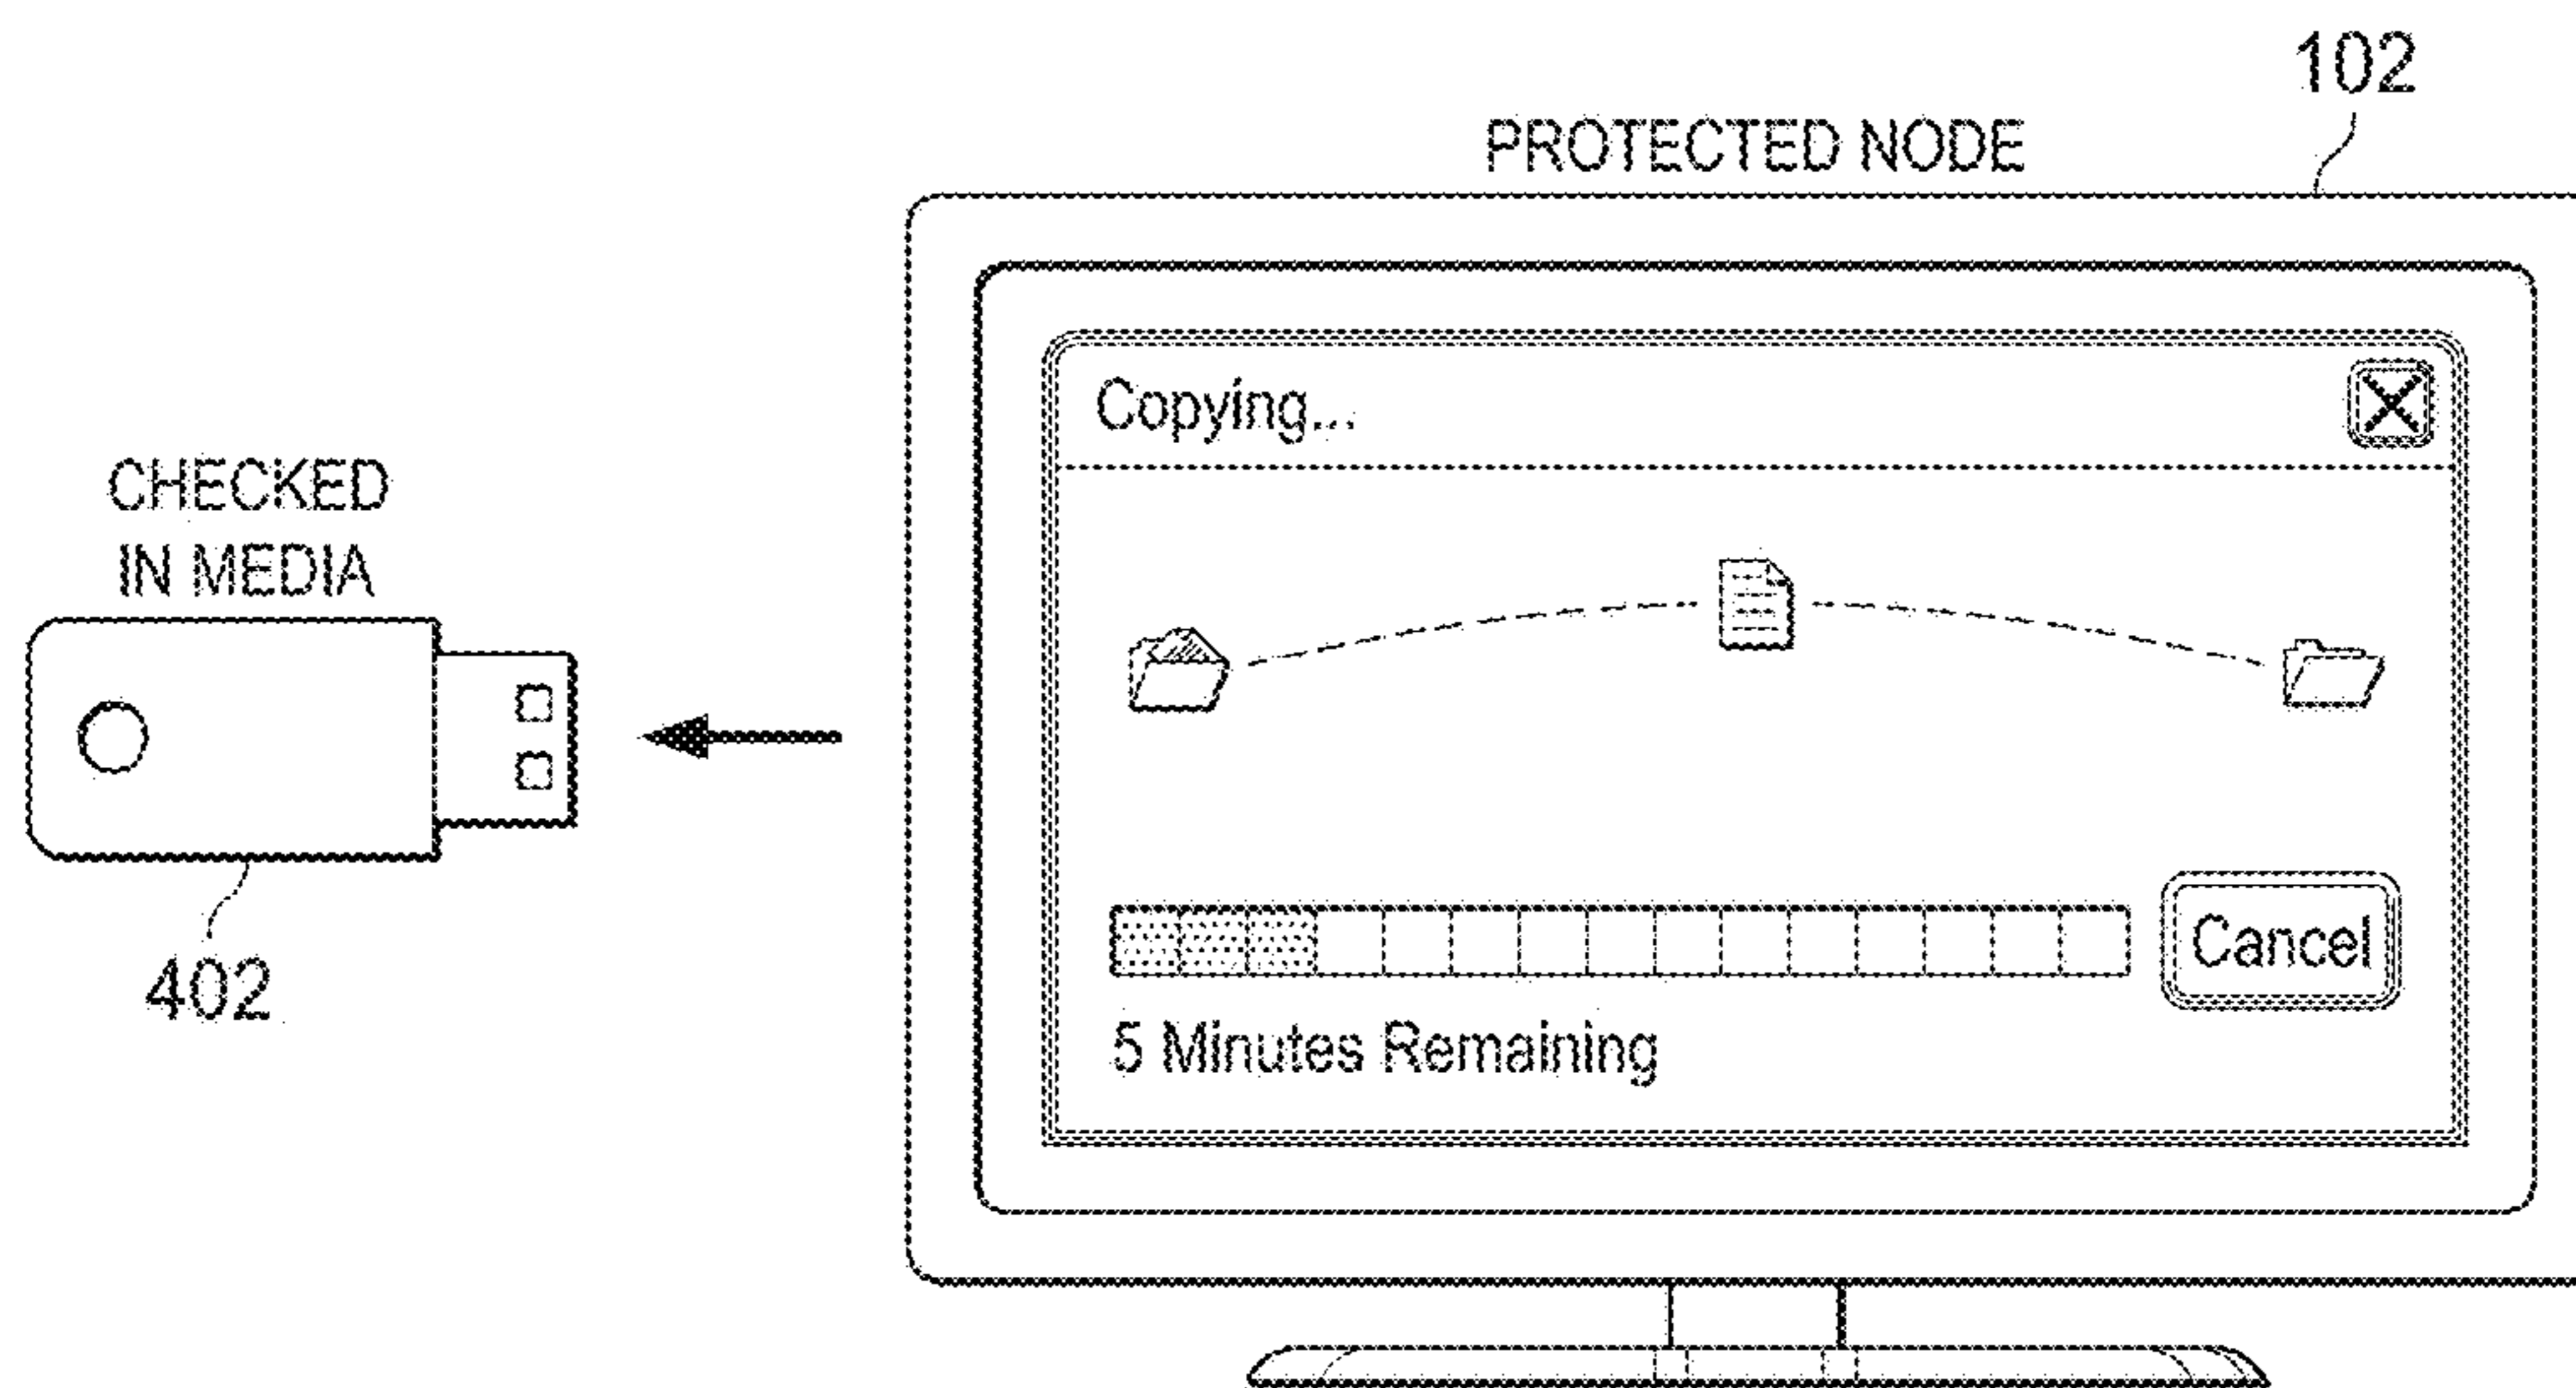 102
PROTECTED NODE
Copying...
CHECKED
IN MEDIA
402
Cancel
5 Minutes Remaining